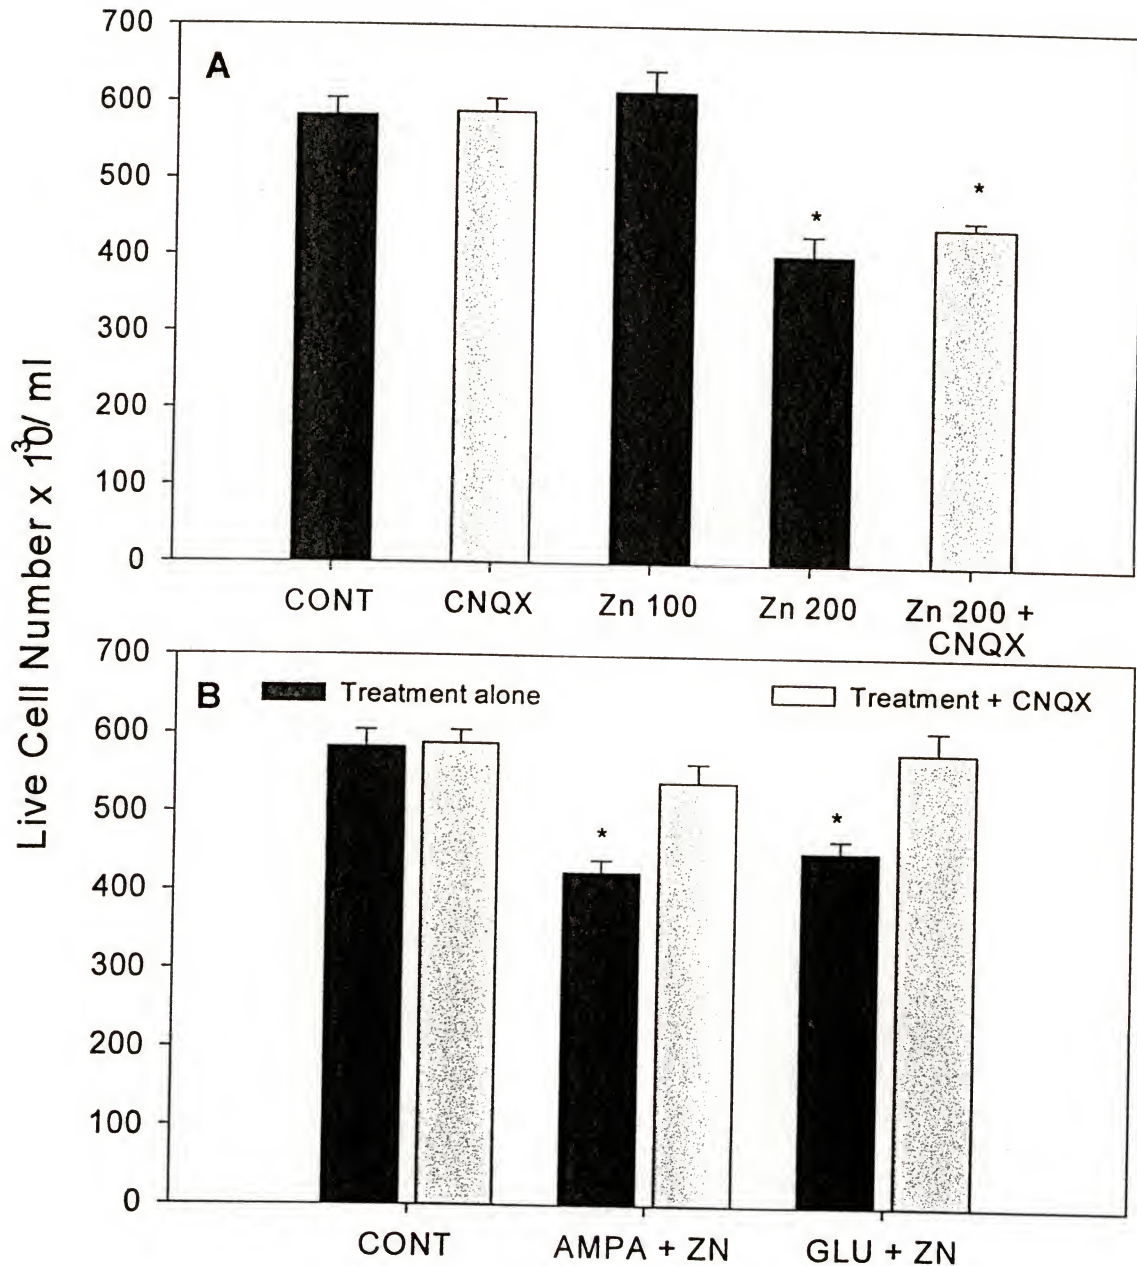 Live Cell Number x 10³/ ml
700
600
500
400
300
200
100
0
A
*
*
CONT
CNQX
Zn 100
Zn 200
Zn 200 +
CNQX
700
600
500
400
300
200
100
0
B
Treatment alone
Treatment + CNQX
*
*
CONT
AMPA + ZN
GLU + ZN